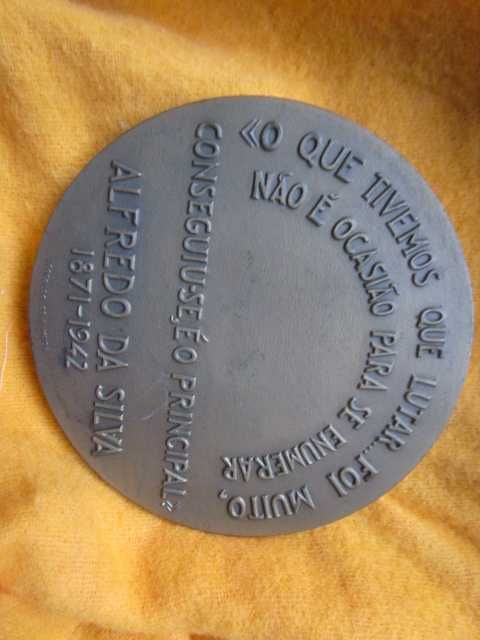 «O QUE TIVEMOS QUE LUTAR...FOI MUITO,
NÃO É OCASIÃO PARA SE ENUMERAR
CONSEGUIU-SE,É O PRINCIPAL»
ALFREDO DA SILVA
1871-1942